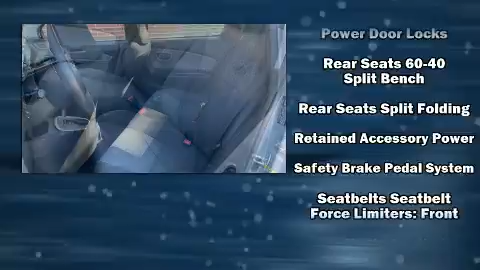 Power Door Locks
Rear Seats 60-40
Split Bench
Rear Seats Split Folding
Retained Accessory Power
Safety Brake Pedal System
Seatbelts Seatbelt
Force Limiters: Front